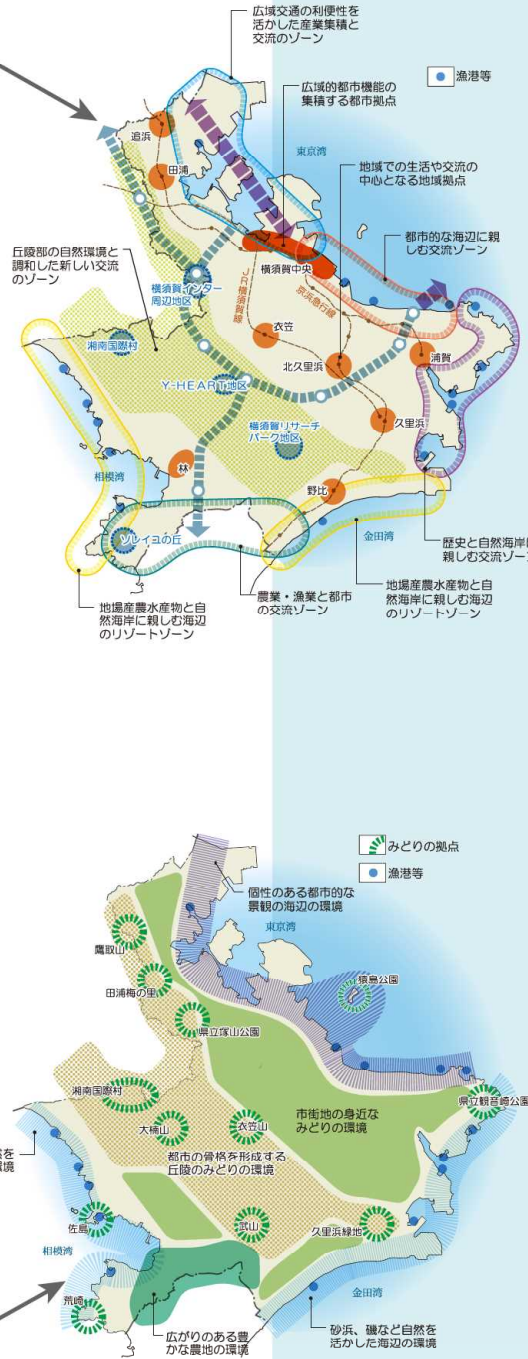 広域交通の利便性を
活かした産業集積と
交流のゾーン
広域的都市機能の
集積する都市拠点
漁港等
追浜
東京湾
田浦
地域での生活や交流の
中心となる地域拠点
都市的な海辺に親
しむ交流ゾーン
丘陵部の自然環境と
調和した新しい交流
のゾーン
横須賀中央
横須賀インター
周辺地区
JR横須賀線
京浜急行線
衣笠
湘南国際村
北久里浜
浦賀
Y-HEART地区
久里浜
横須賀リサーチ
パーク地区
林
相模湾
野比
ソレイユの丘
金田湾
歴史と自然海岸に
親しむ交流ゾーン
農業・漁業と都市
の交流ゾーン
地場産農水産物と自
然海岸に親しむ海辺
のリゾートゾーン
地場産農水産物と自
然海岸に親しむ海辺
のリゾートゾーン
みどりの拠点
漁港等
個性のある都市的な
景観の海辺の環境
東京湾
鷹取山
猿島公園
田浦梅の里
県立塚山公園
湘南国際村
県立観音崎公園
市街地の身近な
みどりの環境
大楠山
衣笠山
都市の骨格を形成する
丘陵のみどりの環境
を
境
佐島
武山
久里浜緑地
相模湾
荒崎
金田湾
広がりのある豊
かな農地の環境
砂浜、磯など自然を
活かした海辺の環境